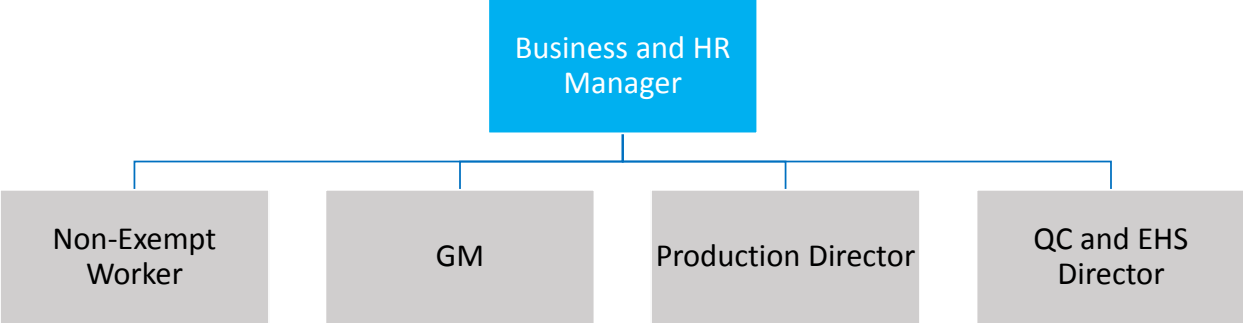 Business and HR
Manager
Non-Exempt
Worker
GM
Production Director
QC and EHS
Director